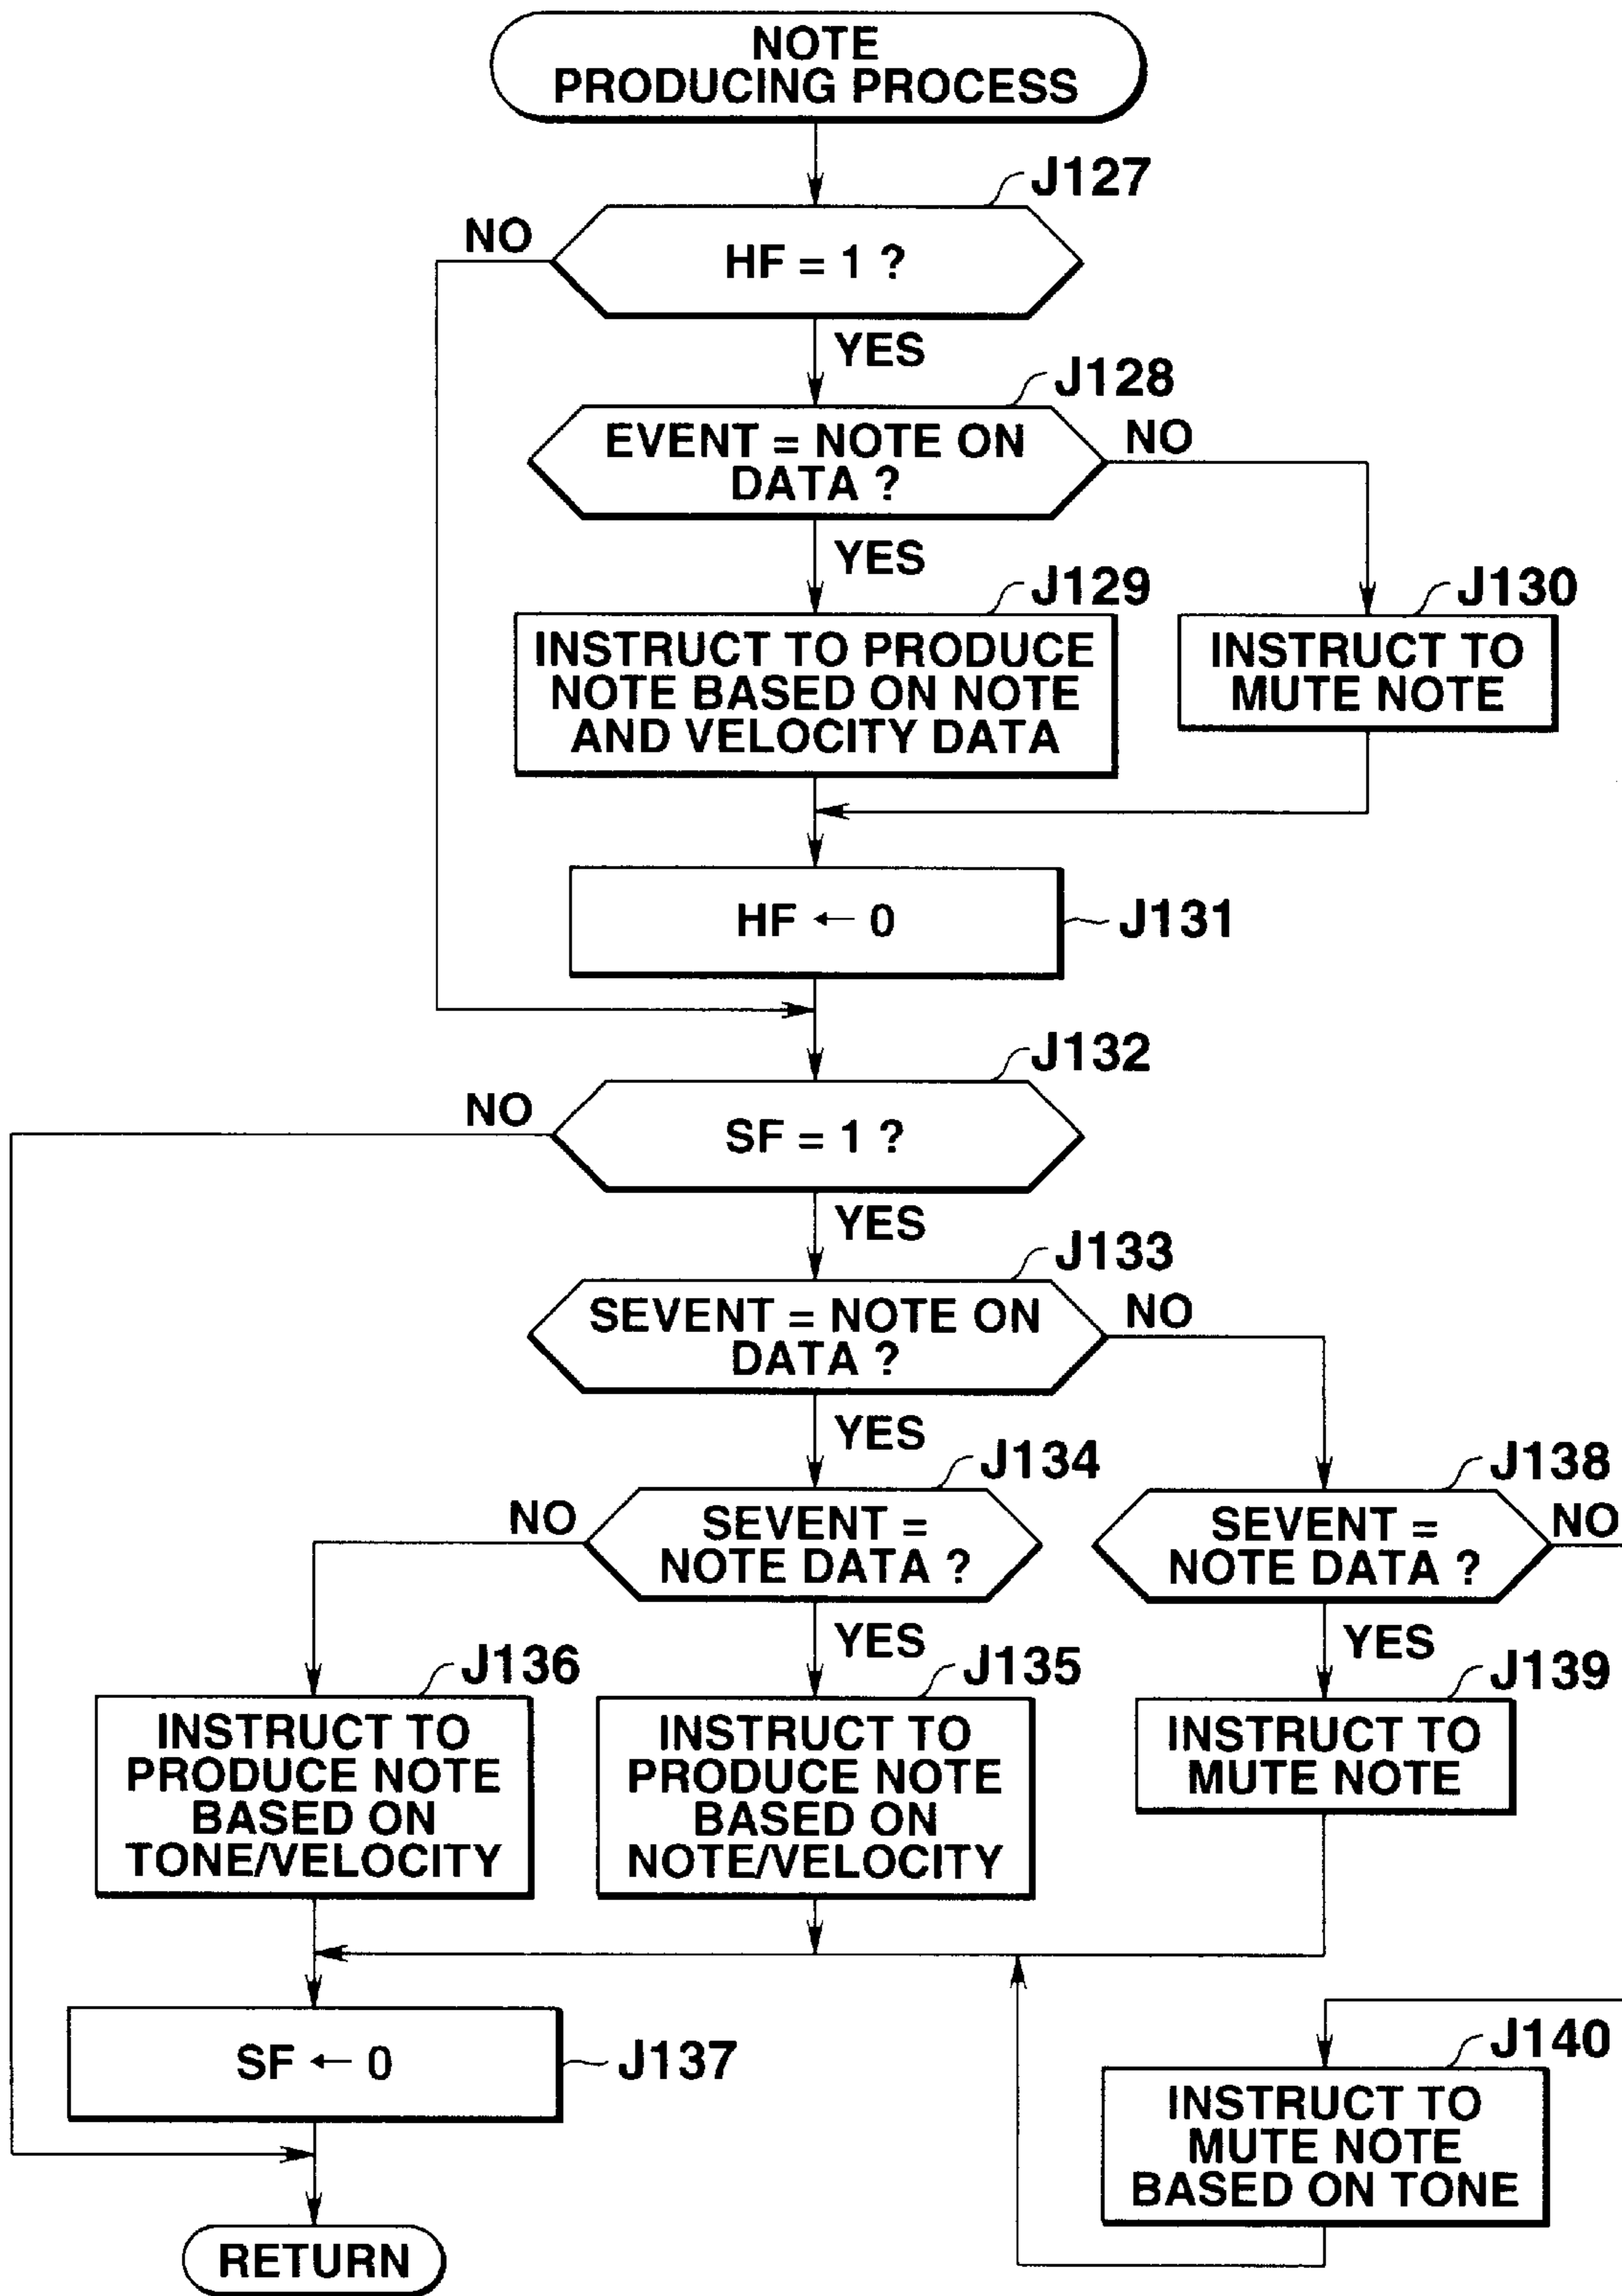 NOTE
PRODUCING PROCESS
J127
NO
HF = 1 ?
YES
J128
EVENT = NOTE ON
DATA ?
NO
YES
J129
J130
INSTRUCT TO PRODUCE
NOTE BASED ON NOTE
AND VELOCITY DATA
INSTRUCT TO
MUTE NOTE
HF ← 0
J131
J132
NO
SF = 1 ?
YES
J133
SEVENT = NOTE ON
DATA ?
NO
YES
J134
J138
NO
SEVENT =
NOTE DATA ?
SEVENT =
NOTE DATA ?
NO
YES
YES
J136
J135
J139
INSTRUCT TO
PRODUCE NOTE
BASED ON
TONE/VELOCITY
INSTRUCT TO
PRODUCE NOTE
BASED ON
NOTE/VELOCITY
INSTRUCT TO
MUTE NOTE
SF ← 0
J137
J140
INSTRUCT TO
MUTE NOTE
BASED ON TONE
RETURN